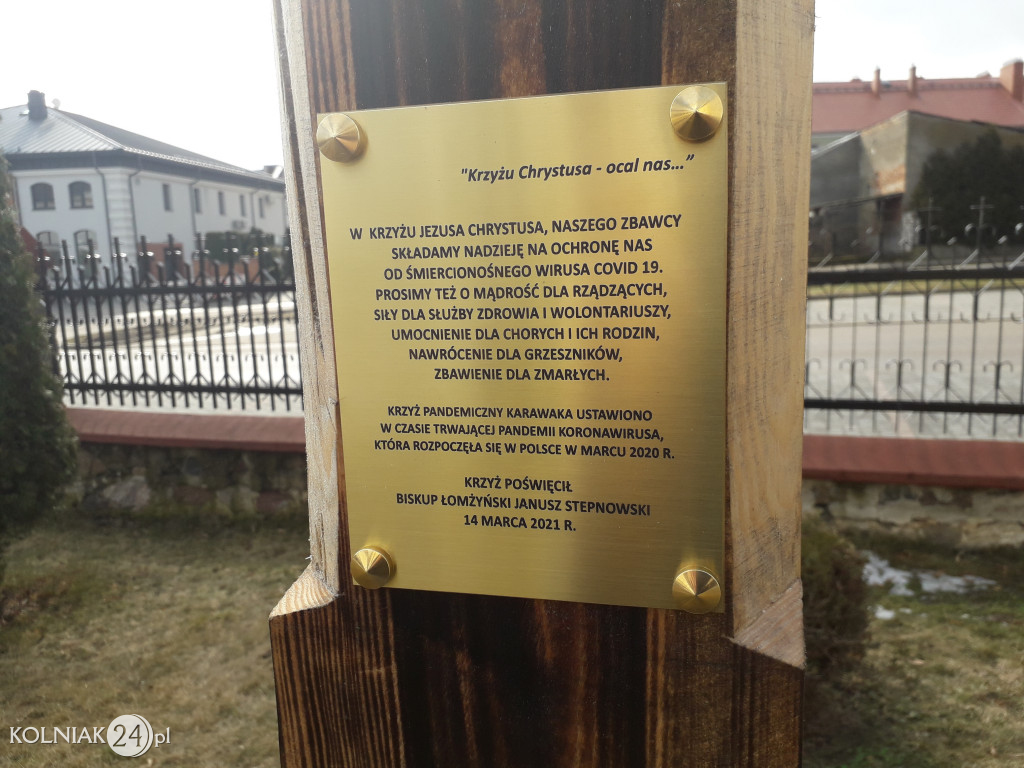 "Krzyżu Chrystusa - ocal nas..."
W KRZYŻU JEZUSA CHRYSTUSA, NASZEGO ZBAWCY
SKŁADAMY NADZIEJĘ NA OCHRONĘ NAS
OD ŚMIERCIONOŚNEGO WIRUSA COVID 19.
PROSIMY TEŻ O MĄDROŚĆ DLA RZĄDZĄCYCH,
SIŁY DLA SŁUŻBY ZDROWIA I WOLONTARIUSZY,
UMOCNIENIE DLA CHORYCH I ICH RODZIN,
NAWRÓCENIE DLA GRZESZNIKÓW,
ZBAWIENIE DLA ZMARŁYCH.
KRZYŻ PANDEMICZNY KARAWAKA USTAWIONO
W CZASIE TRWAJĄCEJ PANDEMII KORONAWIRUSA,
KTÓRA ROZPOCZĘŁA SIĘ W POLSCE W MARCU 2020 R.
KRZYŻ POŚWIĘCIŁ
BISKUP ŁOMŻYŃSKI JANUSZ STEPNOWSKI
14 MARCA 2021 R.
KOLNIAK24.pl